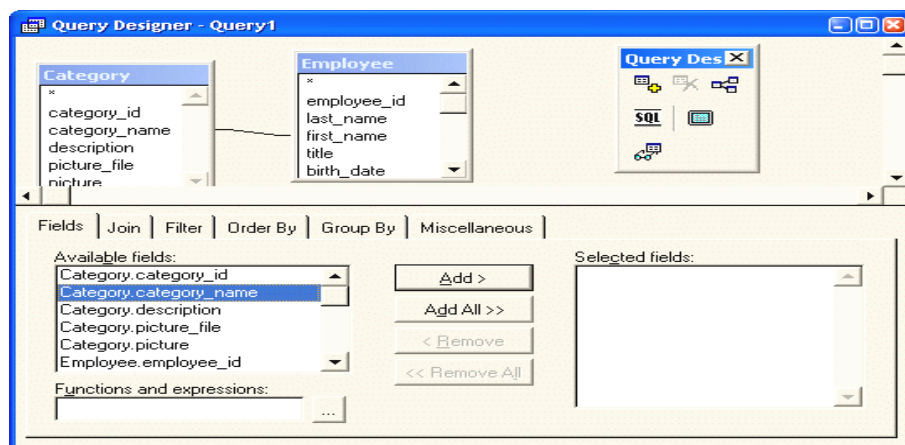 Query Designer - Query1
Category
*
category_id
category_name
description
picture_file
picture
Employee
*
employee_id
last_name
first_name
title
birth_date
Query Des
SQL
Fields
Join
Filter
Order By
Group By
Miscellaneous
Available fields:
Category.category_id
Category.category_name
Category.description
Category.picture_file
Category.picture
Employee.employee_id
Functions and expressions:
...
Add >
Add All >>
< Remove
<< Remove All
Selected fields: